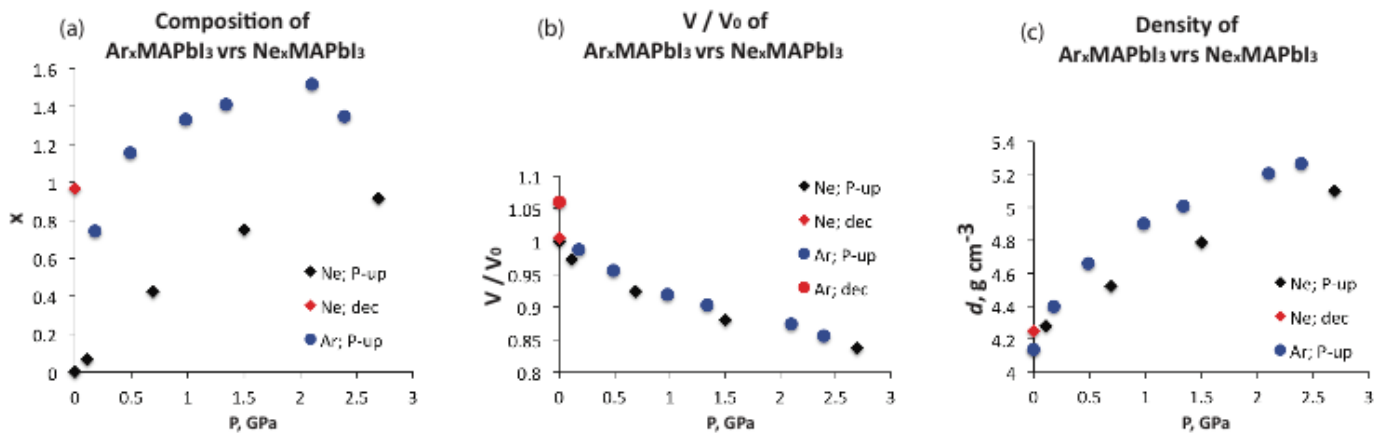 (a)
Composition of
ArₓMAPbI₃ vrs NeₓMAPbI₃
1.6
1.4
1.2
1
0.8
0.6
0.4
0.2
0
x
0
0.5
1
1.5
2
2.5
3
P, GPa
Ne; P-up
Ne; dec
Ar; P-up
(b)
V / V₀ of
ArₓMAPbI₃ vrs NeₓMAPbI₃
1.1
1.05
1
0.95
0.9
0.85
0.8
V / V₀
0
0.5
1
1.5
2
2.5
3
P, GPa
Ne; P-up
Ne; dec
Ar; P-up
Ar; dec
(c)
Density of
ArₓMAPbI₃ vrs NeₓMAPbI₃
5.4
5.2
5
4.8
4.6
4.4
4.2
4
d, g cm⁻³
0
0.5
1
1.5
2
2.5
3
P, GPa
Ne; P-up
Ne; dec
Ar; P-up